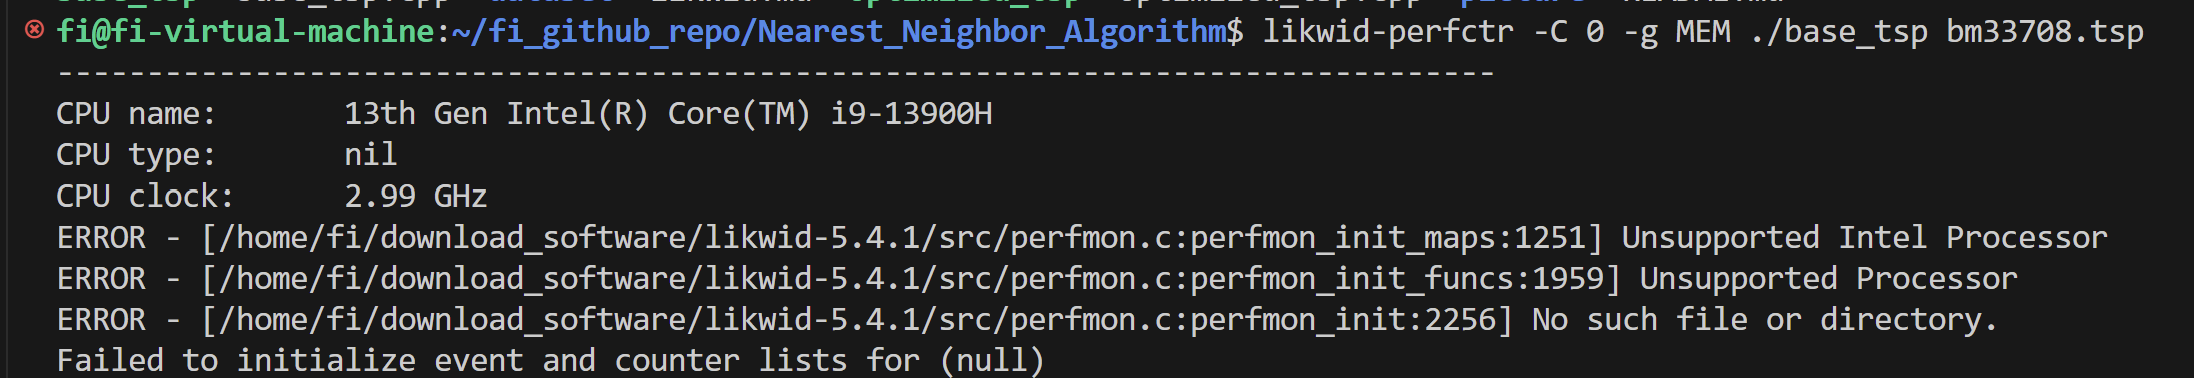 fi@fi-virtual-machine:~/fi_github_repo/Nearest_Neighbor_Algorithm$ likwid-perfctr -C 0 -g MEM ./base_tsp bm33708.tsp
--------------------------------------------------------------------------------
CPU name:       13th Gen Intel(R) Core(TM) i9-13900H
CPU type:       nil
CPU clock:      2.99 GHz
ERROR - [/home/fi/download_software/likwid-5.4.1/src/perfmon.c:perfmon_init_maps:1251] Unsupported Intel Processor
ERROR - [/home/fi/download_software/likwid-5.4.1/src/perfmon.c:perfmon_init_funcs:1959] Unsupported Processor
ERROR - [/home/fi/download_software/likwid-5.4.1/src/perfmon.c:perfmon_init:2256] No such file or directory.
Failed to initialize event and counter lists for (null)